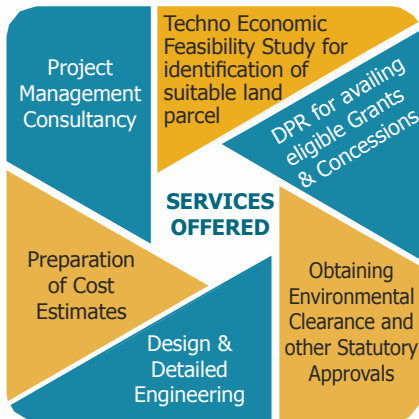 Project
Management
Consultancy
Techno Economic
Feasibility Study for
identification of
suitable land
parcel
DPR for availing
eligible Grants
& Concessions
SERVICES
OFFERED
Preparation
of Cost
Estimates
Obtaining
Environmental
Clearance and
other Statutory
Approvals
Design &
Detailed
Engineering